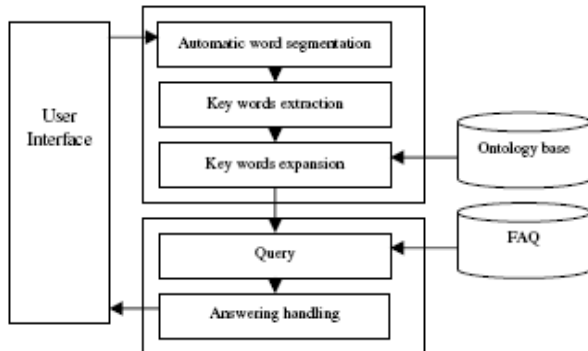 Automatic word segmentation
User
Interface
Key words extraction
Key words expansion
Ontology base
FAQ
Query
Answering handling